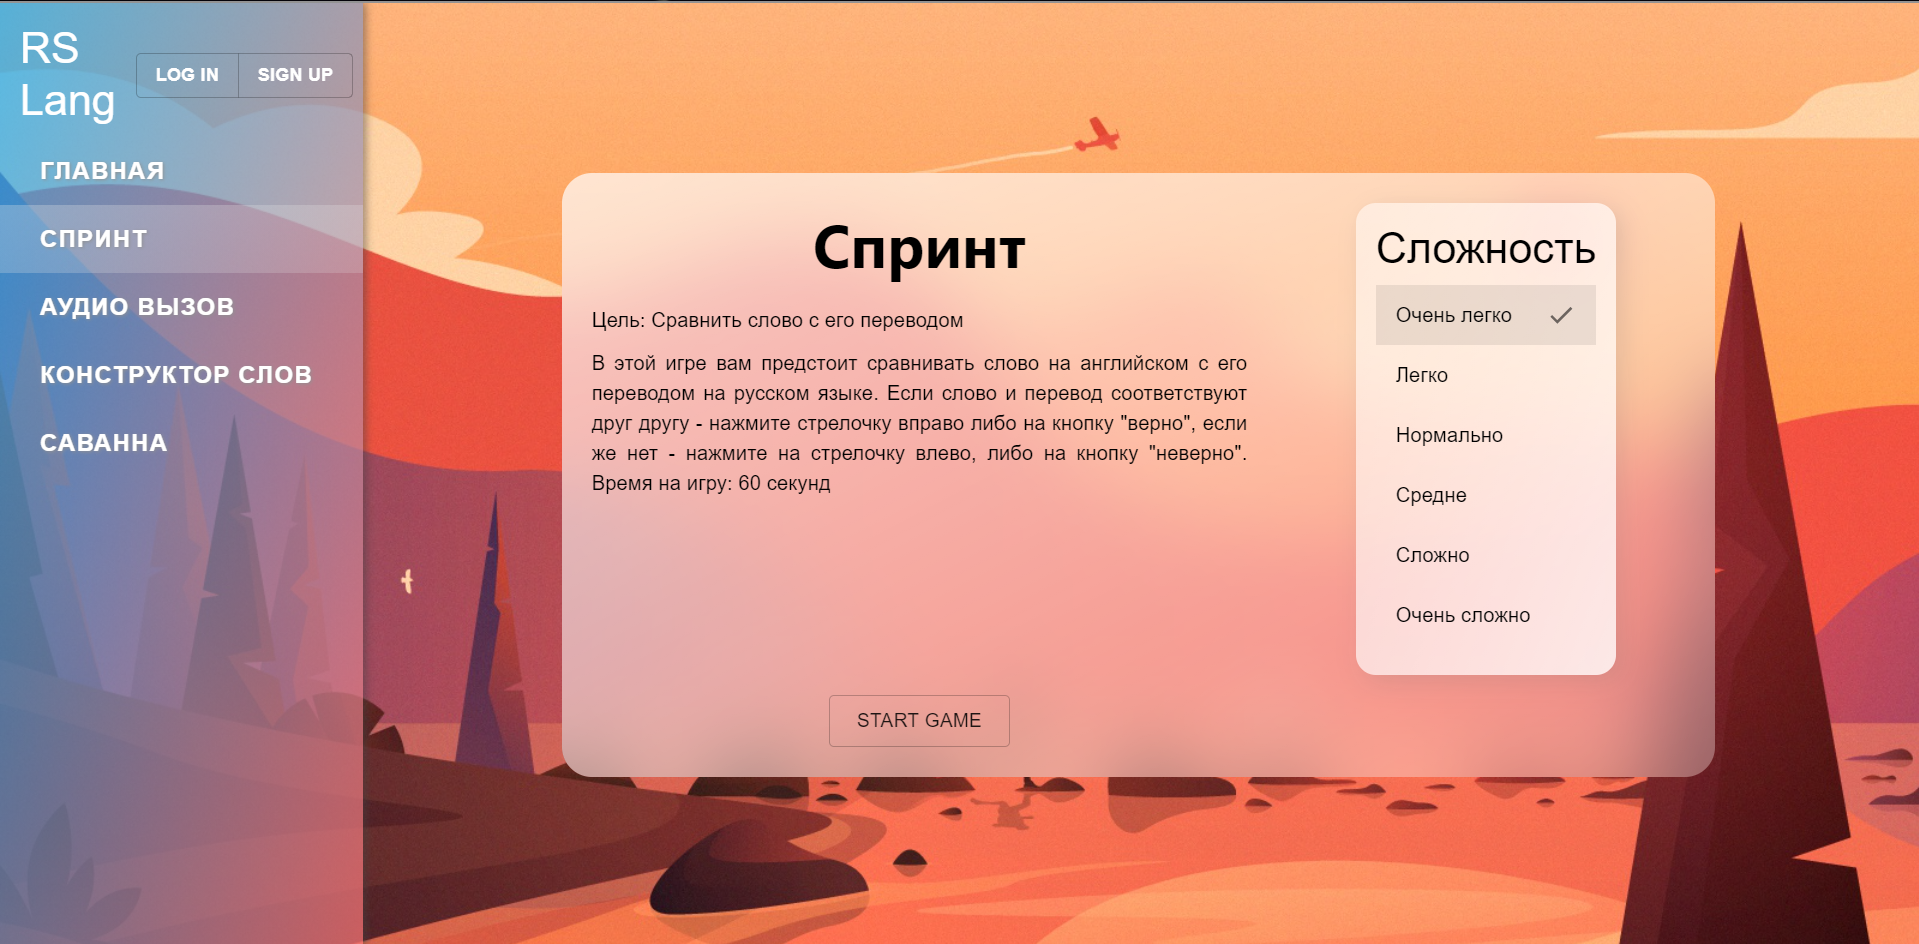 RS
Lang
LOG IN
SIGN UP
ГЛАВНАЯ
СПРИНТ
АУДИО ВЫЗОВ
КОНСТРУКТОР СЛОВ
САВАННА
Спринт
Цель: Сравнить слово с его переводом
В этой игре вам предстоит сравнивать слово на английском с его
переводом на русском языке. Если слово и перевод соответствуют
друг другу - нажмите стрелочку вправо либо на кнопку "верно", если
же нет - нажмите на стрелочку влево, либо на кнопку "неверно".
Время на игру: 60 секунд
START GAME
Сложность
Очень легко
Легко
Нормально
Средне
Сложно
Очень сложно